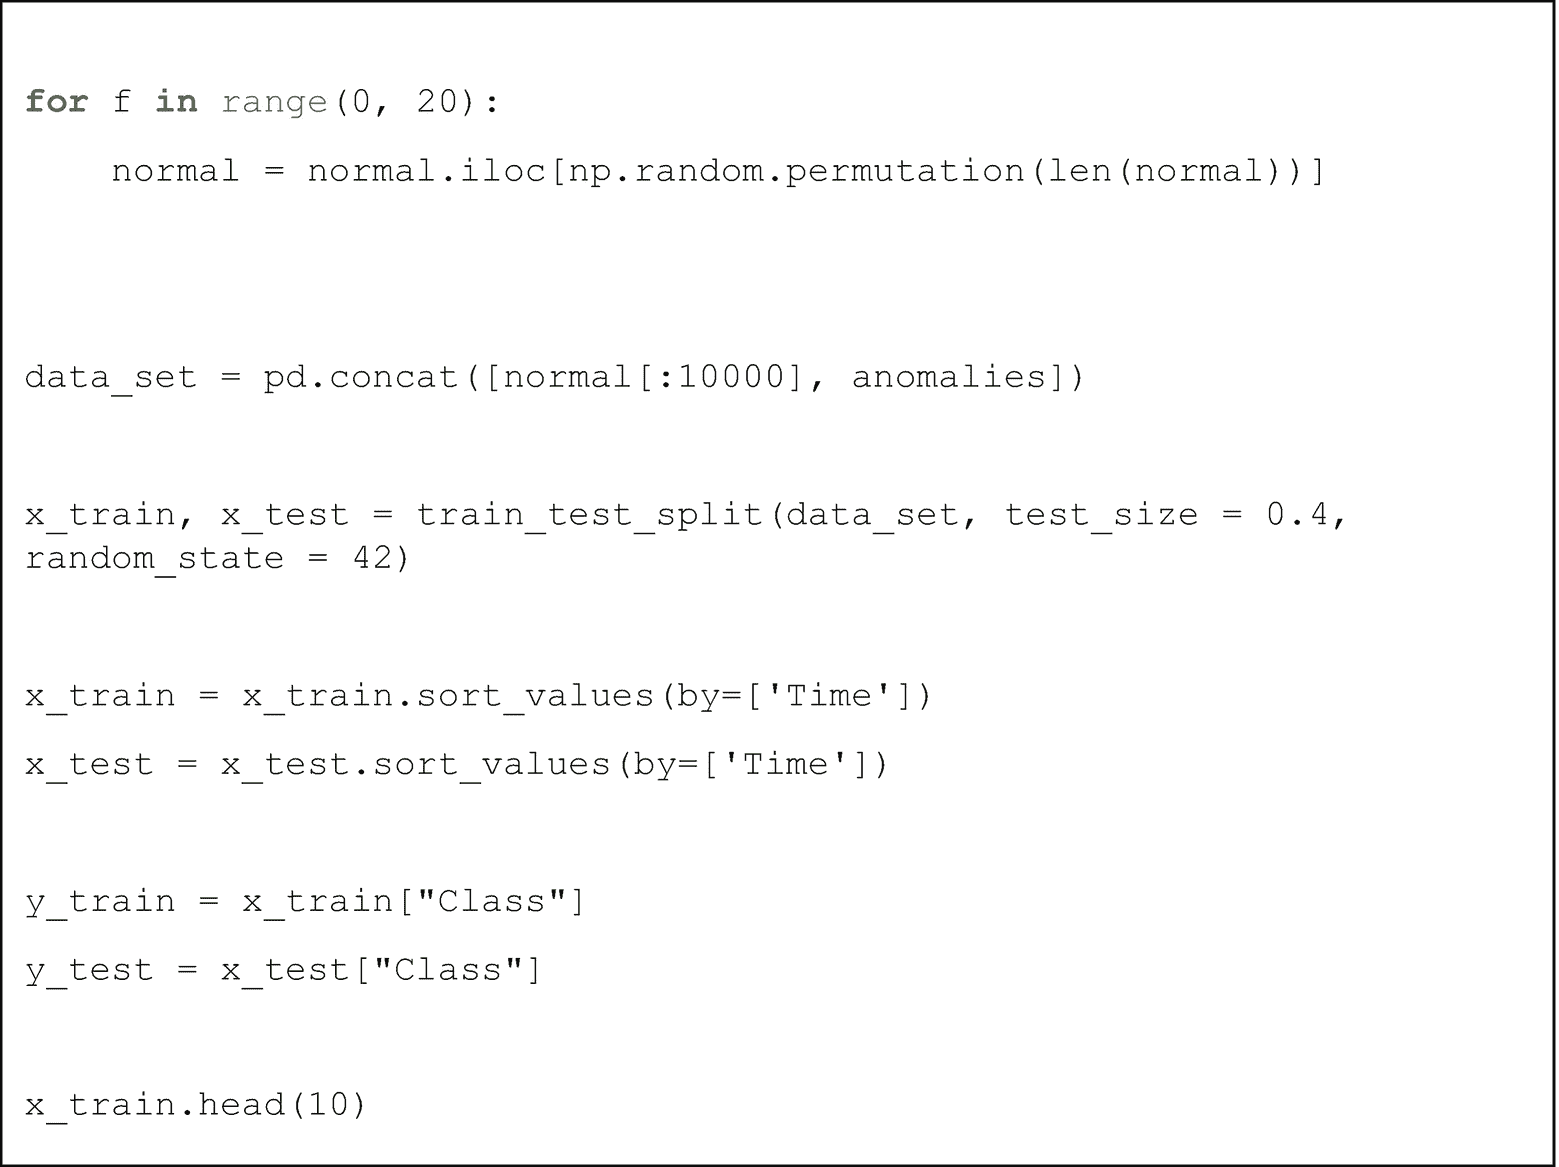 for f in range(0, 20):
    normal = normal.iloc[np.random.permutation(len(normal))]
data_set = pd.concat([normal[:10000], anomalies])
x_train, x_test = train_test_split(data_set, test_size = 0.4,
random_state = 42)
x_train = x_train.sort_values(by=['Time'])
x_test = x_test.sort_values(by=['Time'])
y_train = x_train["Class"]
y_test = x_test["Class"]
x_train.head(10)